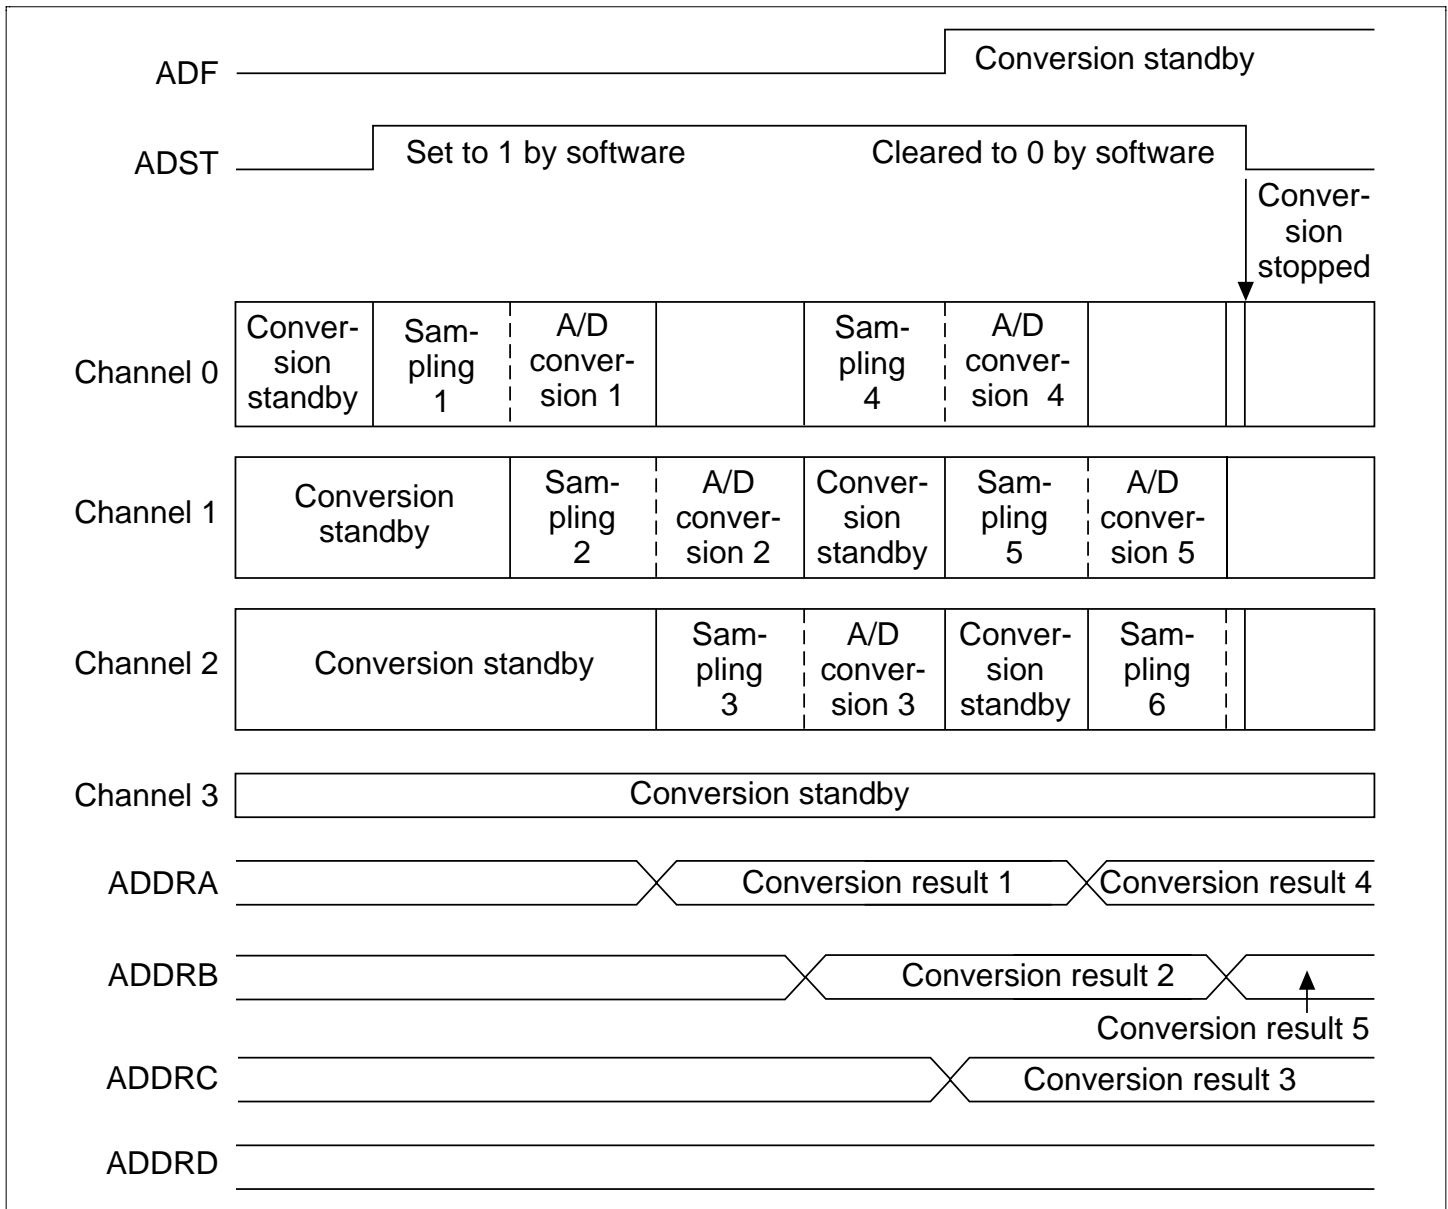 ADF
Conversion standby
ADST
Set to 1 by software
Cleared to 0 by software
Conver-
sion
stopped
Channel 0
Conver-
sion
standby
Sam-
pling
1
A/D
conver-
sion 1
Sam-
pling
4
A/D
conver-
sion 4
Channel 1
Conversion
standby
Sam-
pling
2
A/D
conver-
sion 2
Conver-
sion
standby
Sam-
pling
5
A/D
conver-
sion 5
Channel 2
Conversion standby
Sam-
pling
3
A/D
conver-
sion 3
Conver-
sion
standby
Sam-
pling
6
Channel 3
Conversion standby
ADDRA
Conversion result 1
Conversion result 4
ADDRB
Conversion result 2
Conversion result 5
ADDRC
Conversion result 3
ADDRD